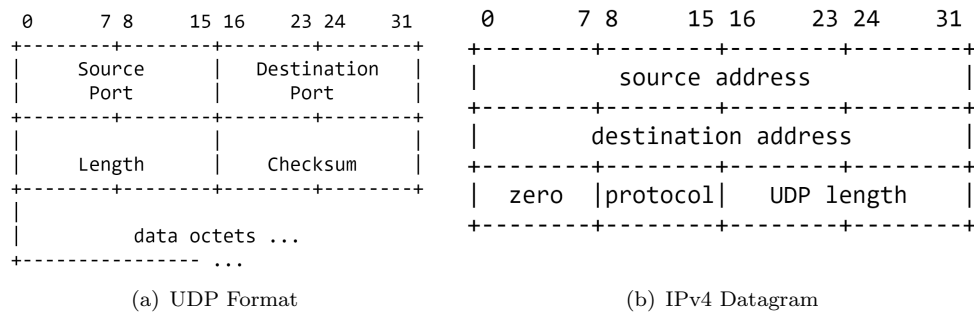 0 7 8 15 16 23 24 31
+--------+--------+--------+--------+
| Source | Destination |
| Port | Port |
+--------+--------+--------+--------+
| | |
| Length | Checksum |
+--------+--------+--------+--------+
|
| data octets ...
+---------------- ...
(a) UDP Format
0 7 8 15 16 23 24 31
+--------+--------+--------+--------+
| source address |
+--------+--------+--------+--------+
| destination address |
+--------+--------+--------+--------+
| zero |protocol| UDP length |
+--------+--------+--------+--------+
(b) IPv4 Datagram